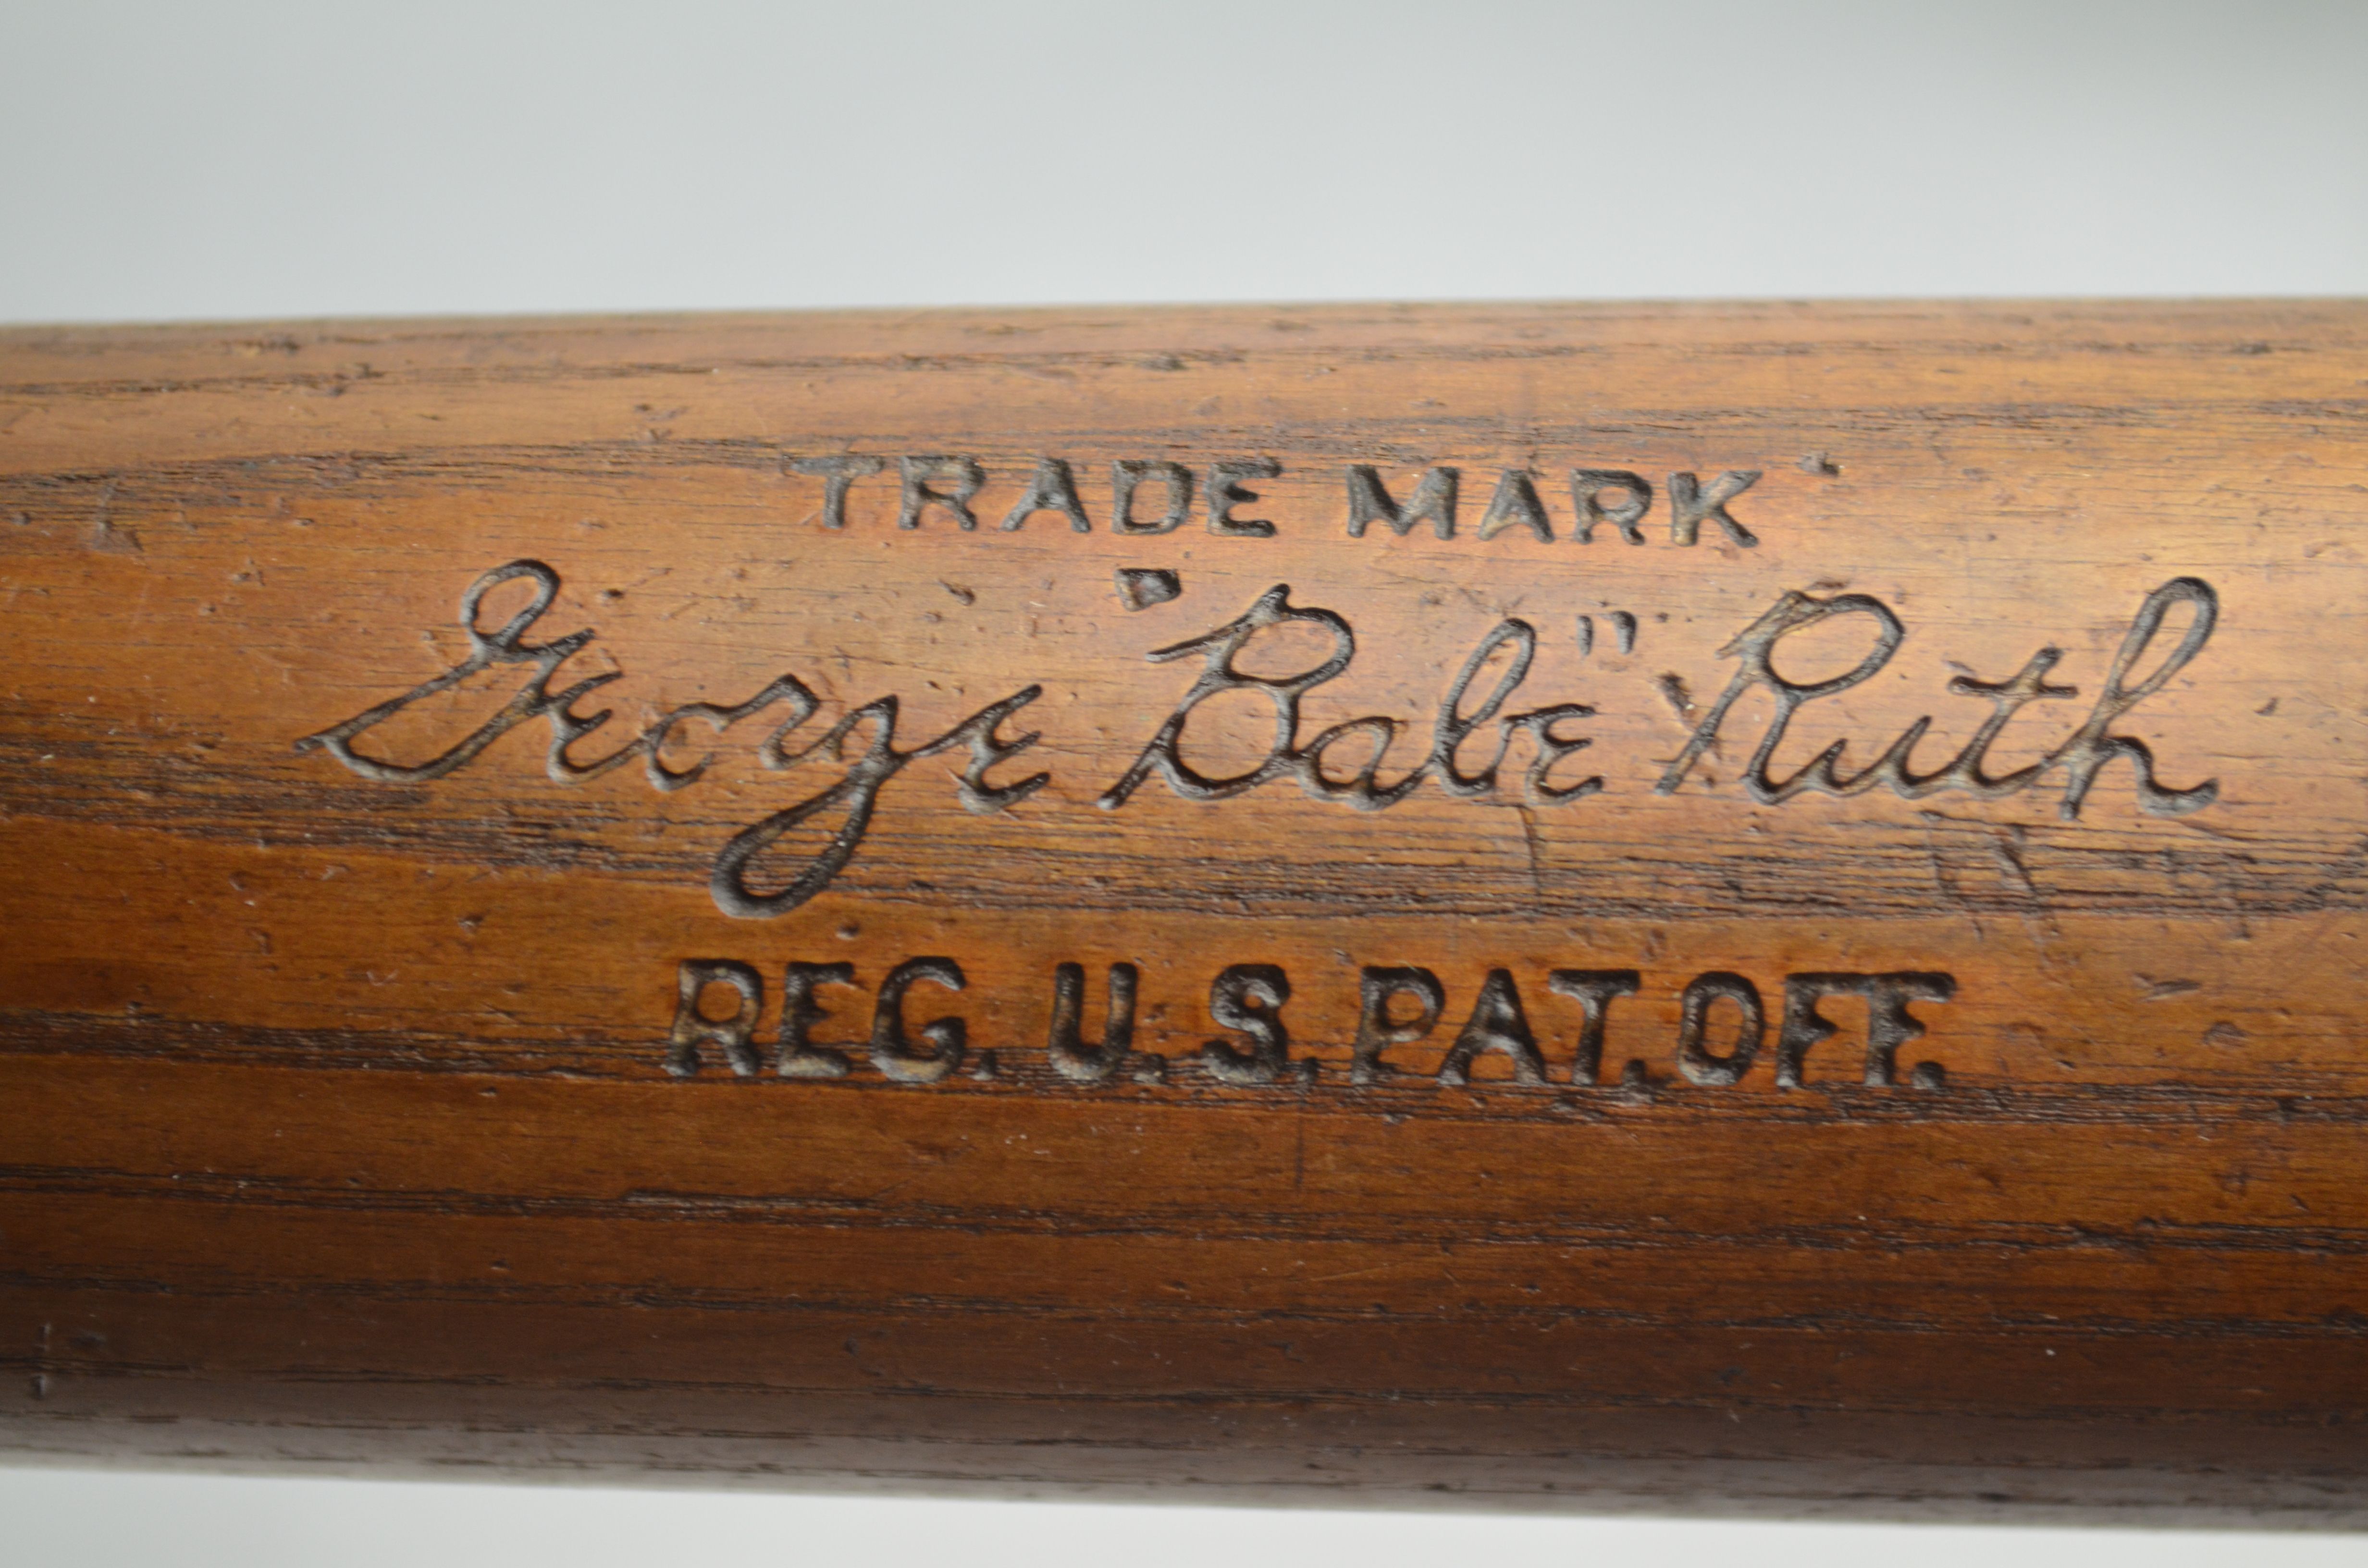 TRADE MARK
George "Babe" Ruth
REG. U.S. PAT. OFF.